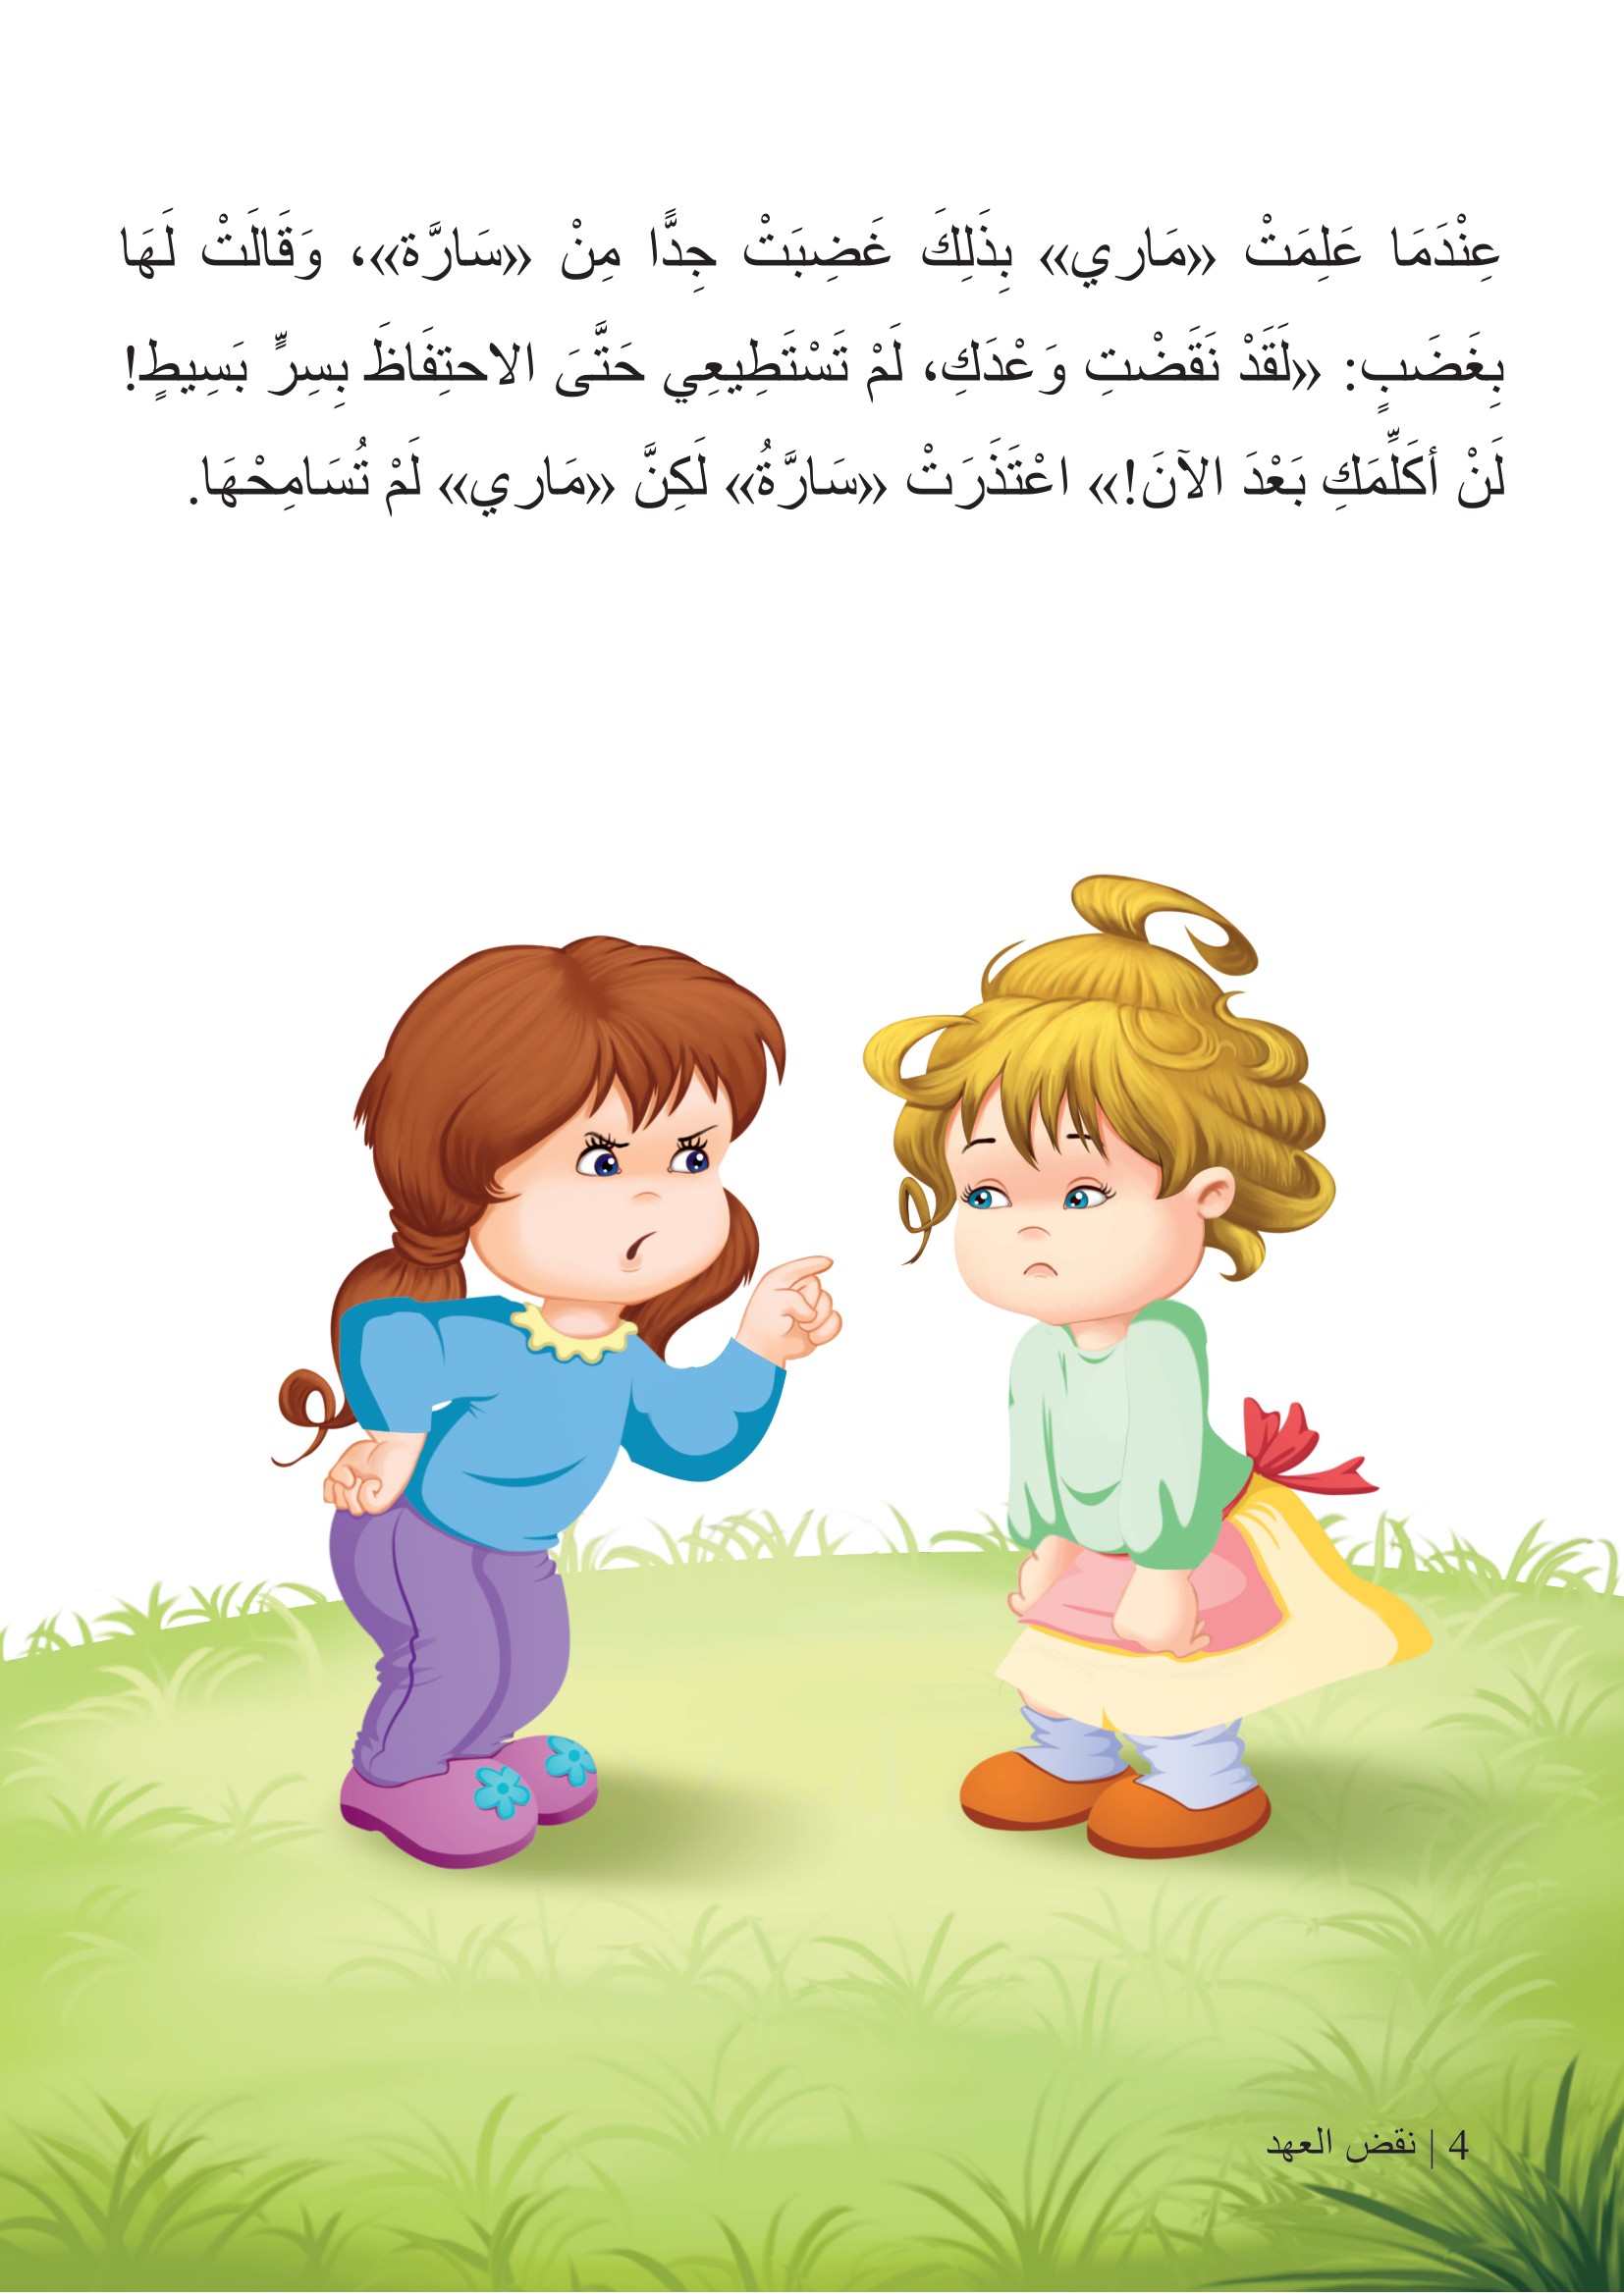 عِنْدَمَا عَلِمَتْ «مَاري» بِذَلِكَ غَضِبَتْ جِدًّا مِنْ «سَارَّة»، وَقَالَتْ لَهَا
بِغَضَبٍ: «لَقَدْ نَقَضْتِ وَعْدَكِ، لَمْ تَسْتَطِيعِي حَتَّىَ الاحتِفَاظَ بِسِرٍّ بَسِيطٍ!
لَنْ أكَلِّمَكِ بَعْدَ الآنَ!» اعْتَذَرَتْ «سَارَّةُ» لَكِنَّ «مَاري» لَمْ تُسَامِحْهَا.
4 | نقض العهد